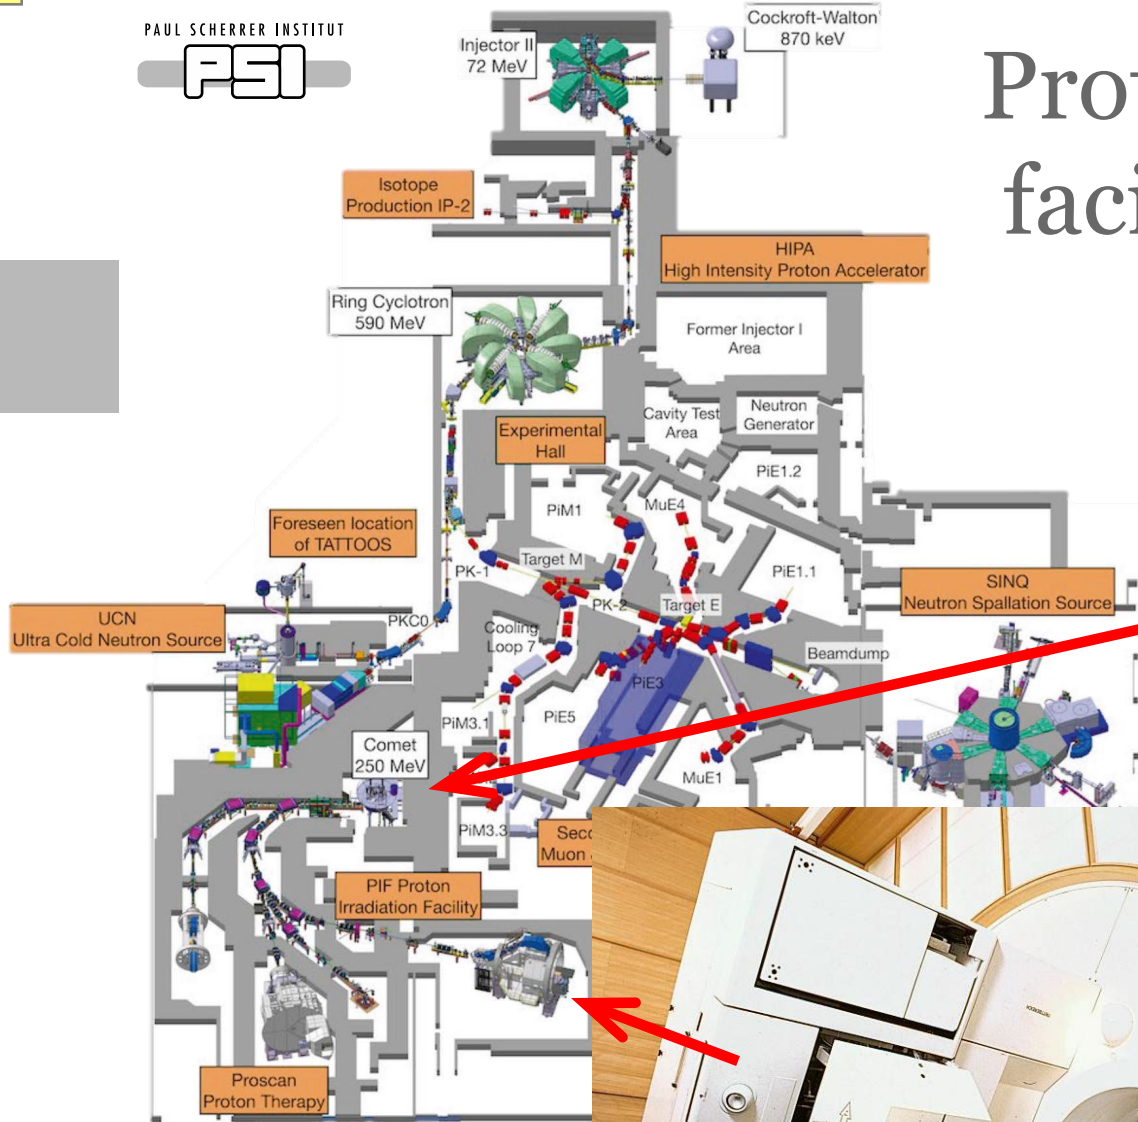 PAUL SCHERRER INSTITUT
PSI
Injector II
72 MeV
Cockroft-Walton
870 keV
Isotope
Production IP-2
HIPA
High Intensity Proton Accelerator
Ring Cyclotron
590 MeV
Former Injector I
Area
Cavity Test
Area
Neutron
Generator
Experimental
Hall
PiE1.2
PiM1
MuE4
Foreseen location
of TATTOOS
PK-1
Target M
PiE1.1
SINQ
Neutron Spallation Source
UCN
Ultra Cold Neutron Source
PKC0
PK-2
Target E
Cooling
Loop 7
Beamdump
PiE3
PiM3.1
PiE5
Comet
250 MeV
MuE1
PiM3.3
Muon
PIF Proton
Irradiation Facility
Proscan
Proton Therapy